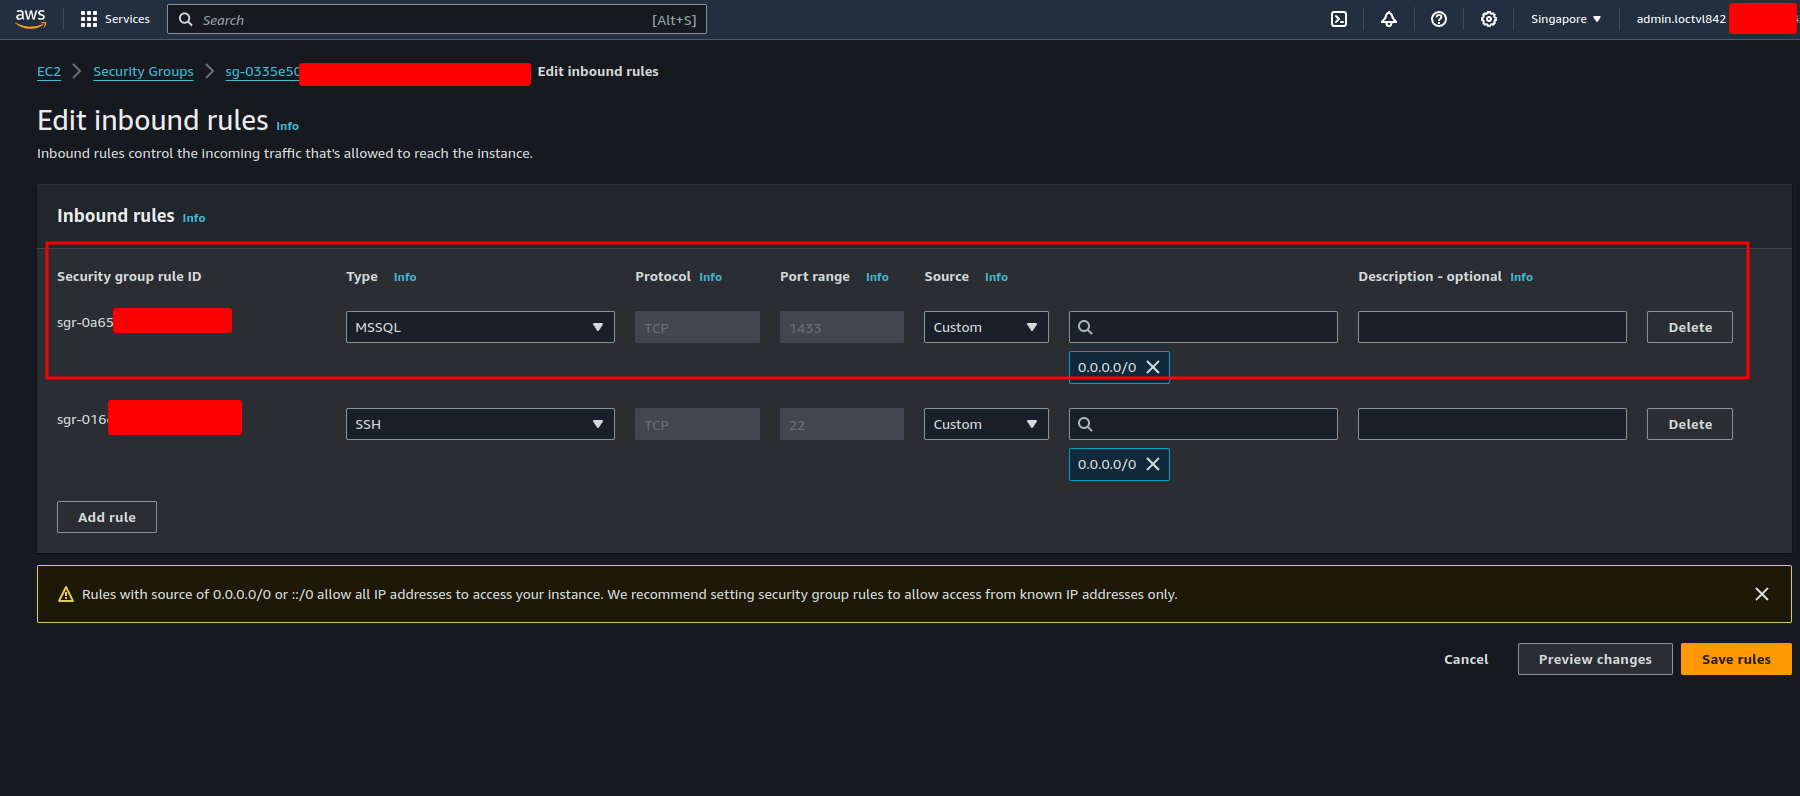 aws Services Search [Alt+S] Singapore admin.loctvl842
EC2 Security Groups sg-0335e50 Edit inbound rules
Edit inbound rules Info
Inbound rules control the incoming traffic that's allowed to reach the instance.
Inbound rules Info
Security group rule ID Type Info Protocol Info Port range Info Source Info Description - optional Info
sgr-0a65 MSSQL TCP 1433 Custom Delete
0.0.0.0/0
sgr-016 SSH TCP 22 Custom Delete
0.0.0.0/0
Add rule
Rules with source of 0.0.0.0/0 or ::/0 allow all IP addresses to access your instance. We recommend setting security group rules to allow access from known IP addresses only.
Cancel Preview changes Save rules